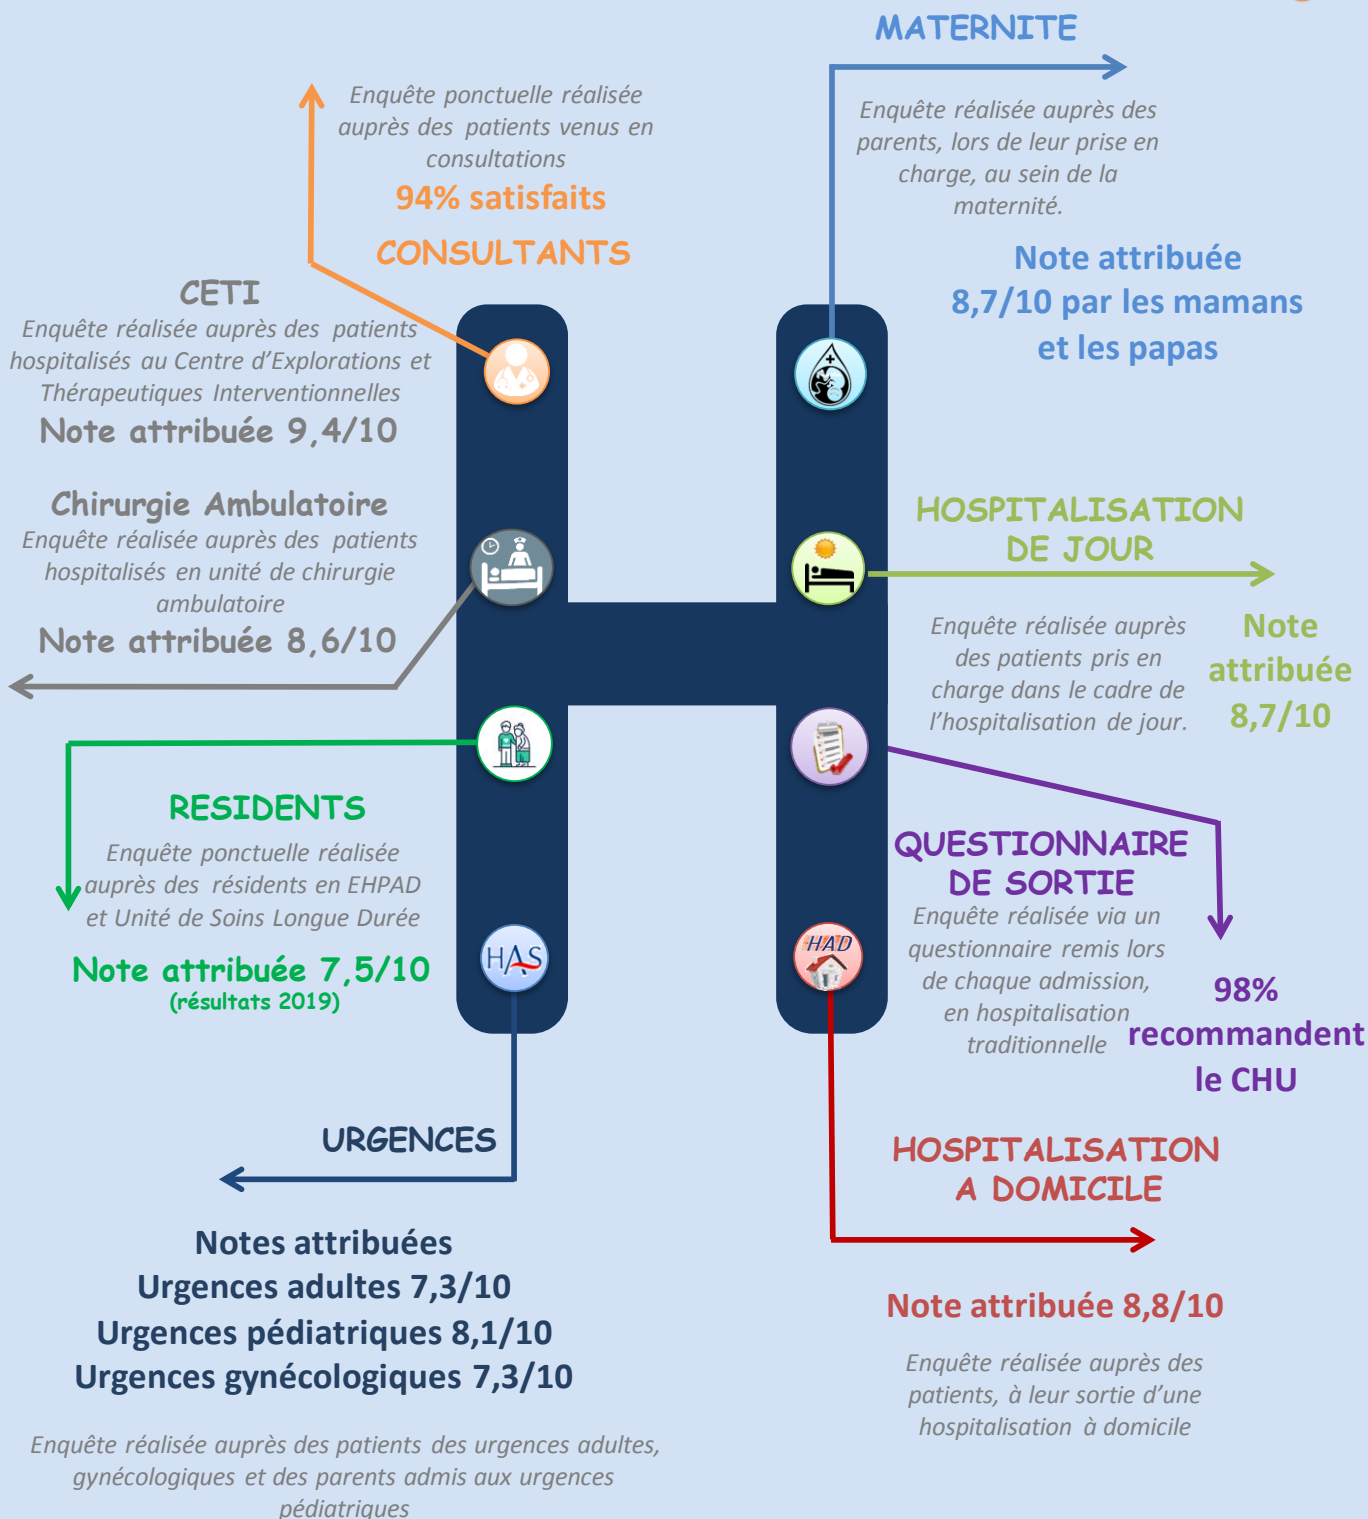 MATERNITE
Enquête réalisée auprès des
parents, lors de leur prise en
charge, au sein de la
maternité.
Note attribuée
8,7/10 par les mamans
et les papas
Enquête ponctuelle réalisée
auprès des patients venus en
consultations
94% satisfaits
CONSULTANTS
CETI
Enquête réalisée auprès des patients
hospitalisés au Centre d’Explorations et
Thérapeutiques Interventionnelles
Note attribuée 9,4/10
Chirurgie Ambulatoire
Enquête réalisée auprès des patients
hospitalisés en unité de chirurgie
ambulatoire
Note attribuée 8,6/10
HOSPITALISATION
DE JOUR
Enquête réalisée auprès
des patients pris en
charge dans le cadre de
l’hospitalisation de jour.
Note
attribuée
8,7/10
RESIDENTS
Enquête ponctuelle réalisée
auprès des résidents en EHPAD
et Unité de Soins Longue Durée
Note attribuée 7,5/10
(résultats 2019)
QUESTIONNAIRE
DE SORTIE
Enquête réalisée via un
questionnaire remis lors
de chaque admission,
en hospitalisation
traditionnelle
98%
recommandent
le CHU
HAS
HAD
URGENCES
Notes attribuées
Urgences adultes 7,3/10
Urgences pédiatriques 8,1/10
Urgences gynécologiques 7,3/10
Enquête réalisée auprès des patients des urgences adultes,
gynécologiques et des parents admis aux urgences
pédiatriques
HOSPITALISATION
A DOMICILE
Note attribuée 8,8/10
Enquête réalisée auprès des
patients, à leur sortie d’une
hospitalisation à domicile